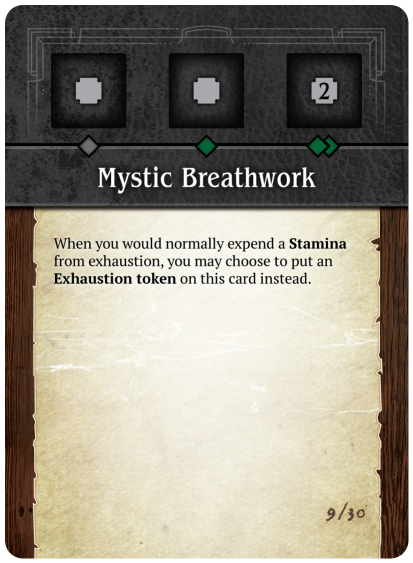 2
Mystic Breathwork
When you would normally expend a Stamina
from exhaustion, you may choose to put an
Exhaustion token on this card instead.
9/30